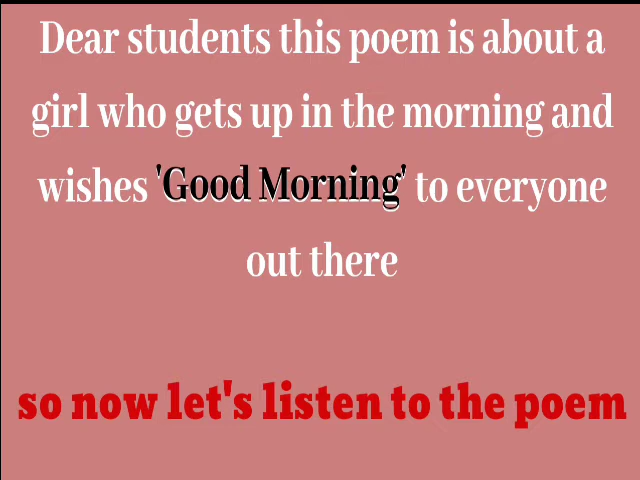 Dear students this poem is about a
girl who gets up in the morning and
wishes 'Good Morning' to everyone
out there
so now let's listen to the poem